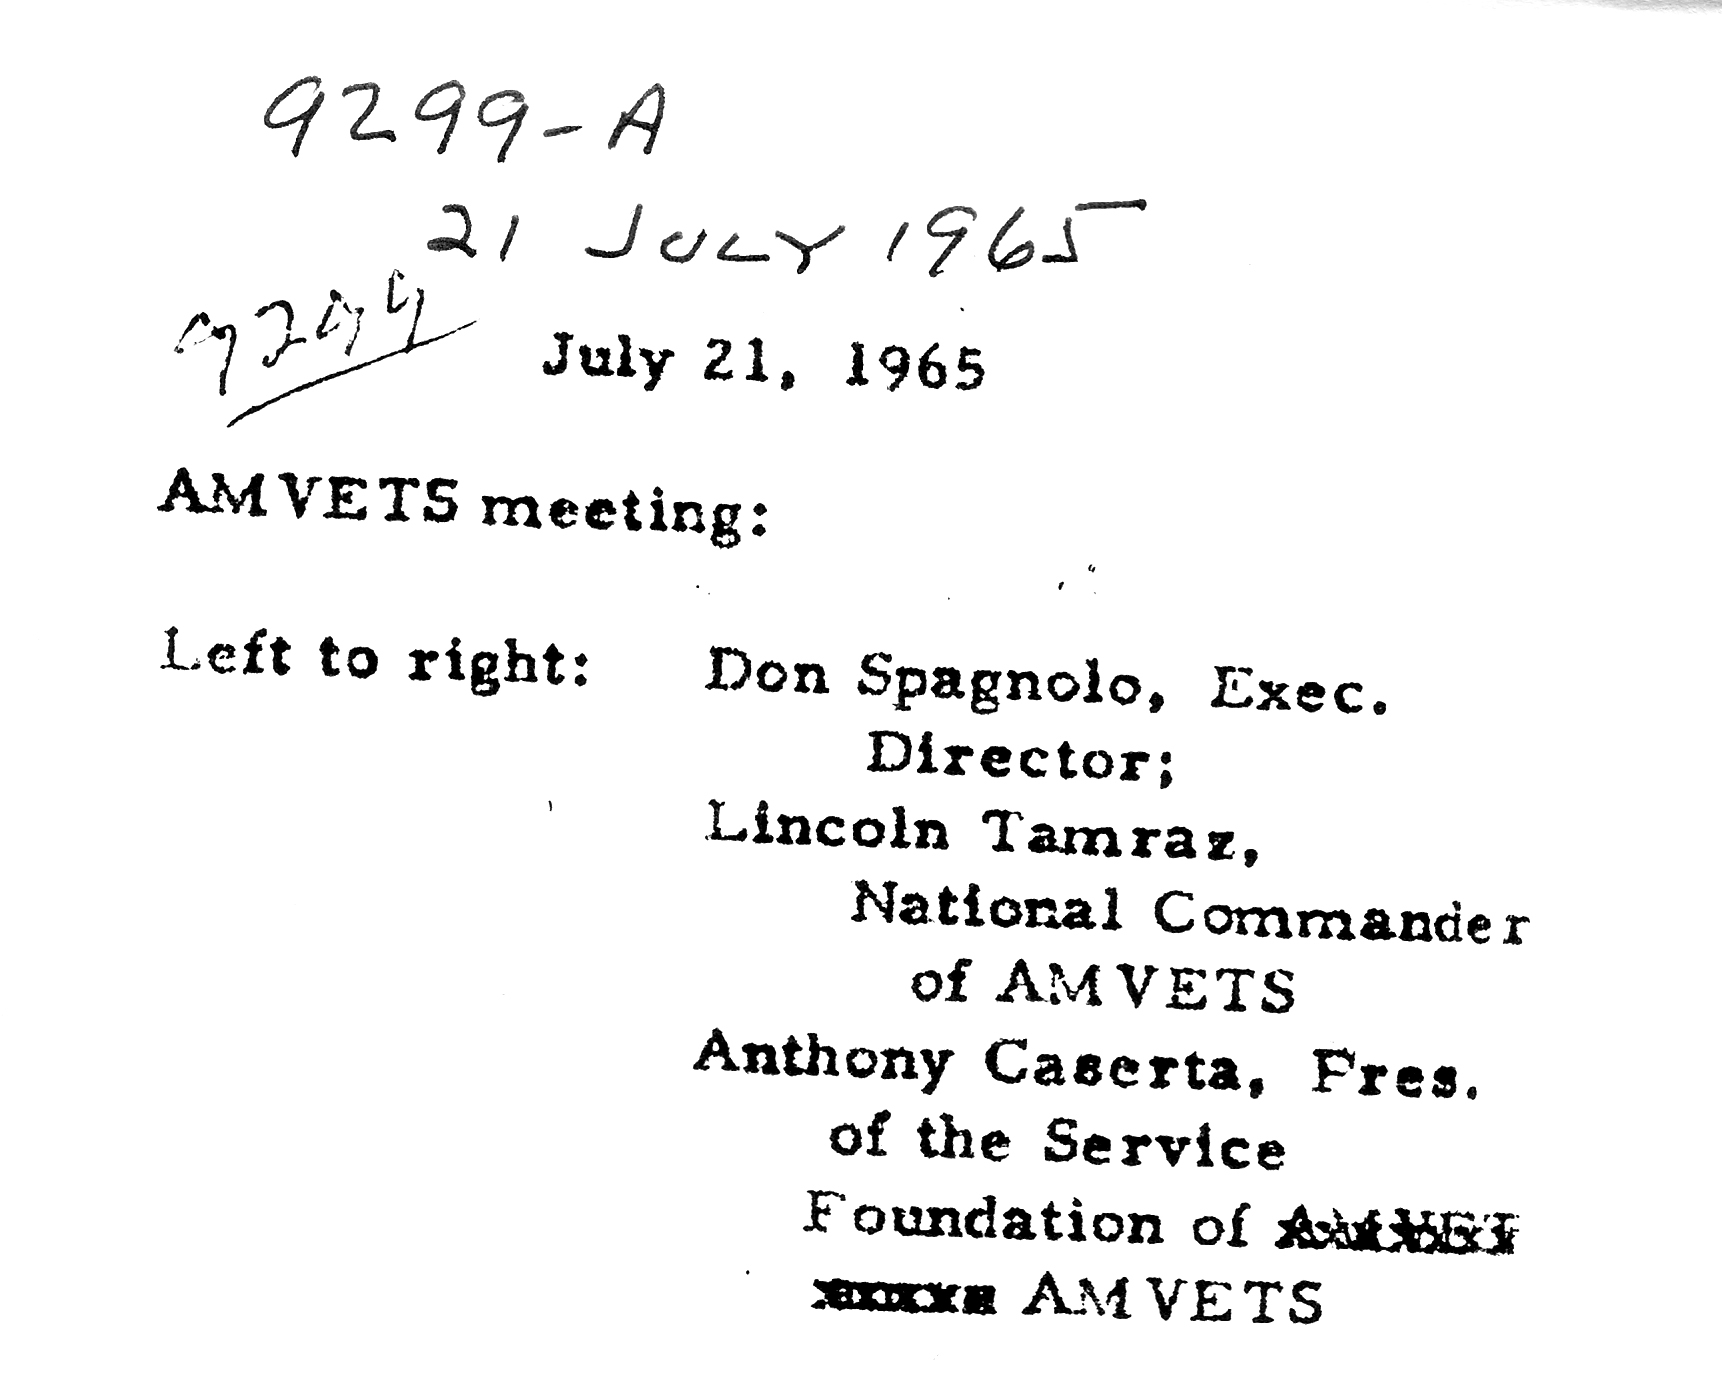 9299-A
21 JULY 1965
9299
July 21, 1965
AMVETS meeting:
Left to right: Don Spagnolo, Exec.
Director;
Lincoln Tamraz,
National Commander
of AMVETS
Anthony Caserta, Pres.
of the Service
Foundation of
AMVETS